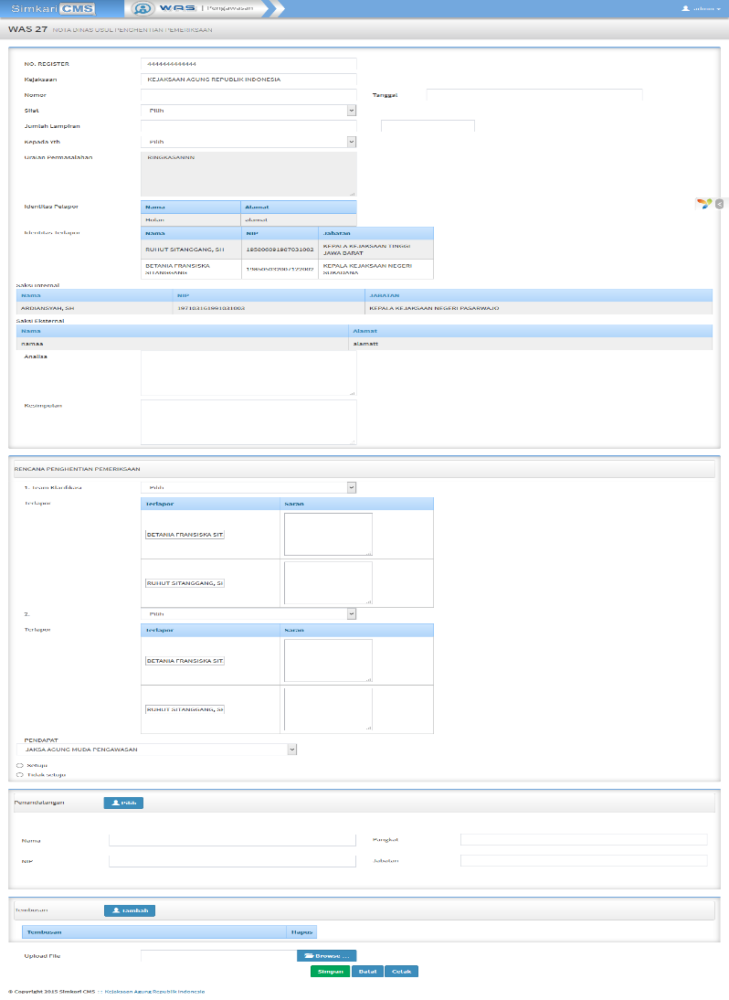 Simkari CMS WAS | Pengawasan admin
WAS 27 NOTA DINAS USUL PENGHENTIAN PEMERIKSAAN
NO. REGISTER 4444444444444
Kejaksaan KEJAKSAAN AGUNG REPUBLIK INDONESIA
Nomor Tanggal
Sifat Pilih
Jumlah Lampiran
Kepada Yth Pilih
Uraian Permasalahan RINGKASANNN
Identitas Pelapor Nama Alamat
alamat
Identitas Terlapor Nama NIP Jabatan
RUHUT SITANGGANG, SH 195806091987031002 KEPALA KEJAKSAAN TINGGI
JAWA BARAT
BETANIA FRANSISKA
SITANGGANG
198505032007122002 KEPALA KEJAKSAAN NEGERI
SUKADANA
Saksi Internal
Nama NIP JABATAN
ARDIANSYAH, SH 197103161991031003 KEPALA KEJAKSAAN NEGERI PASARWAJO
Saksi Eksternal
Nama Alamat
namaa alamatt
Analisa
Kesimpulan
RENCANA PENGHENTIAN PEMERIKSAAN
1. Team Klarifikasi Pilih
Terlapor Terlapor Saran
BETANIA FRANSISKA SIT
RUHUT SITANGGANG, SH
2. Pilih
Terlapor Terlapor Saran
BETANIA FRANSISKA SIT
RUHUT SITANGGANG, SH
PENDAPAT
JAKSA AGUNG MUDA PENGAWASAN
Setuju
Tidak setuju
Penandatangan Pilih
Nama Pangkat
NIP Jabatan
Tembusan Tambah
Tembusan Hapus
Upload File Browse ...
Simpan Batal Cetak
© Copyright 2015 Simkari CMS :: Kejaksaan Agung Republik Indonesia